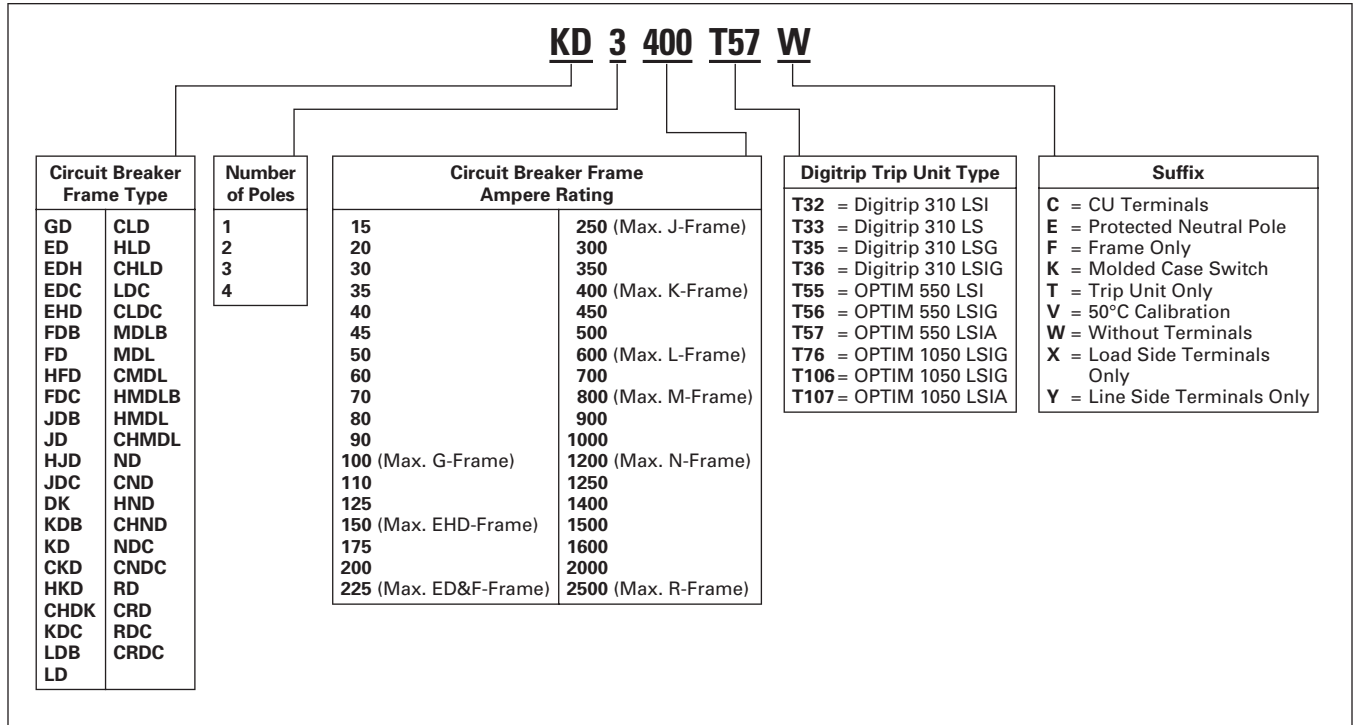 KD 3 400 T57 W
Circuit Breaker
Frame Type
GD
ED
EDH
EDC
EHD
FDB
FD
HFD
FDC
JDB
JD
HJD
JDC
DK
KDB
KD
CKD
HKD
CHDK
KDC
LDB
LD
CLD
HLD
CHLD
LDC
CLDC
MDLB
MDL
CMDL
HMDLB
HMDL
CHMDL
ND
CND
HND
CHND
NDC
CNDC
RD
CRD
RDC
CRDC
Number
of Poles
1
2
3
4
Circuit Breaker Frame
Ampere Rating
15
20
30
35
40
45
50
60
70
80
90
100 (Max. G-Frame)
110
125
150 (Max. EHD-Frame)
175
200
225 (Max. ED&F-Frame)
250 (Max. J-Frame)
300
350
400 (Max. K-Frame)
450
500
600 (Max. L-Frame)
700
800 (Max. M-Frame)
900
1000
1200 (Max. N-Frame)
1250
1400
1500
1600
2000
2500 (Max. R-Frame)
Digitrip Trip Unit Type
T32 = Digitrip 310 LSI
T33 = Digitrip 310 LS
T35 = Digitrip 310 LSG
T36 = Digitrip 310 LSIG
T55 = OPTIM 550 LSI
T56 = OPTIM 550 LSIG
T57 = OPTIM 550 LSIA
T76 = OPTIM 1050 LSIG
T106 = OPTIM 1050 LSIG
T107 = OPTIM 1050 LSIA
Suffix
C = CU Terminals
E = Protected Neutral Pole
F = Frame Only
K = Molded Case Switch
T = Trip Unit Only
V = 50°C Calibration
W = Without Terminals
X = Load Side Terminals
Only
Y = Line Side Terminals Only